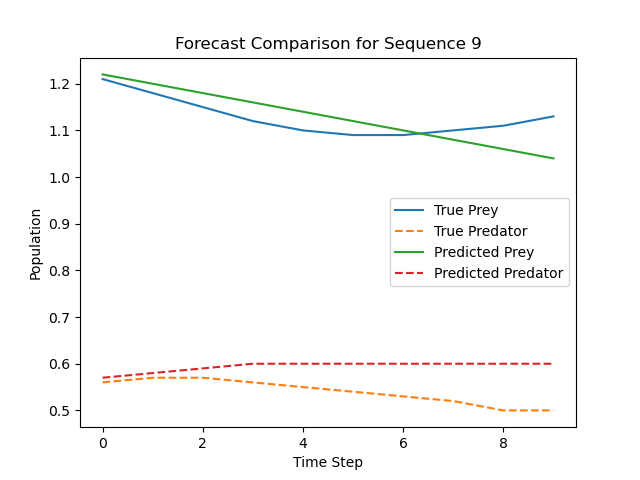 Forecast Comparison for Sequence 9
1.2
1.1
1.0
0.9
0.8
0.7
0.6
0.5
Population
True Prey
True Predator
Predicted Prey
Predicted Predator
0 2 4 6 8
Time Step